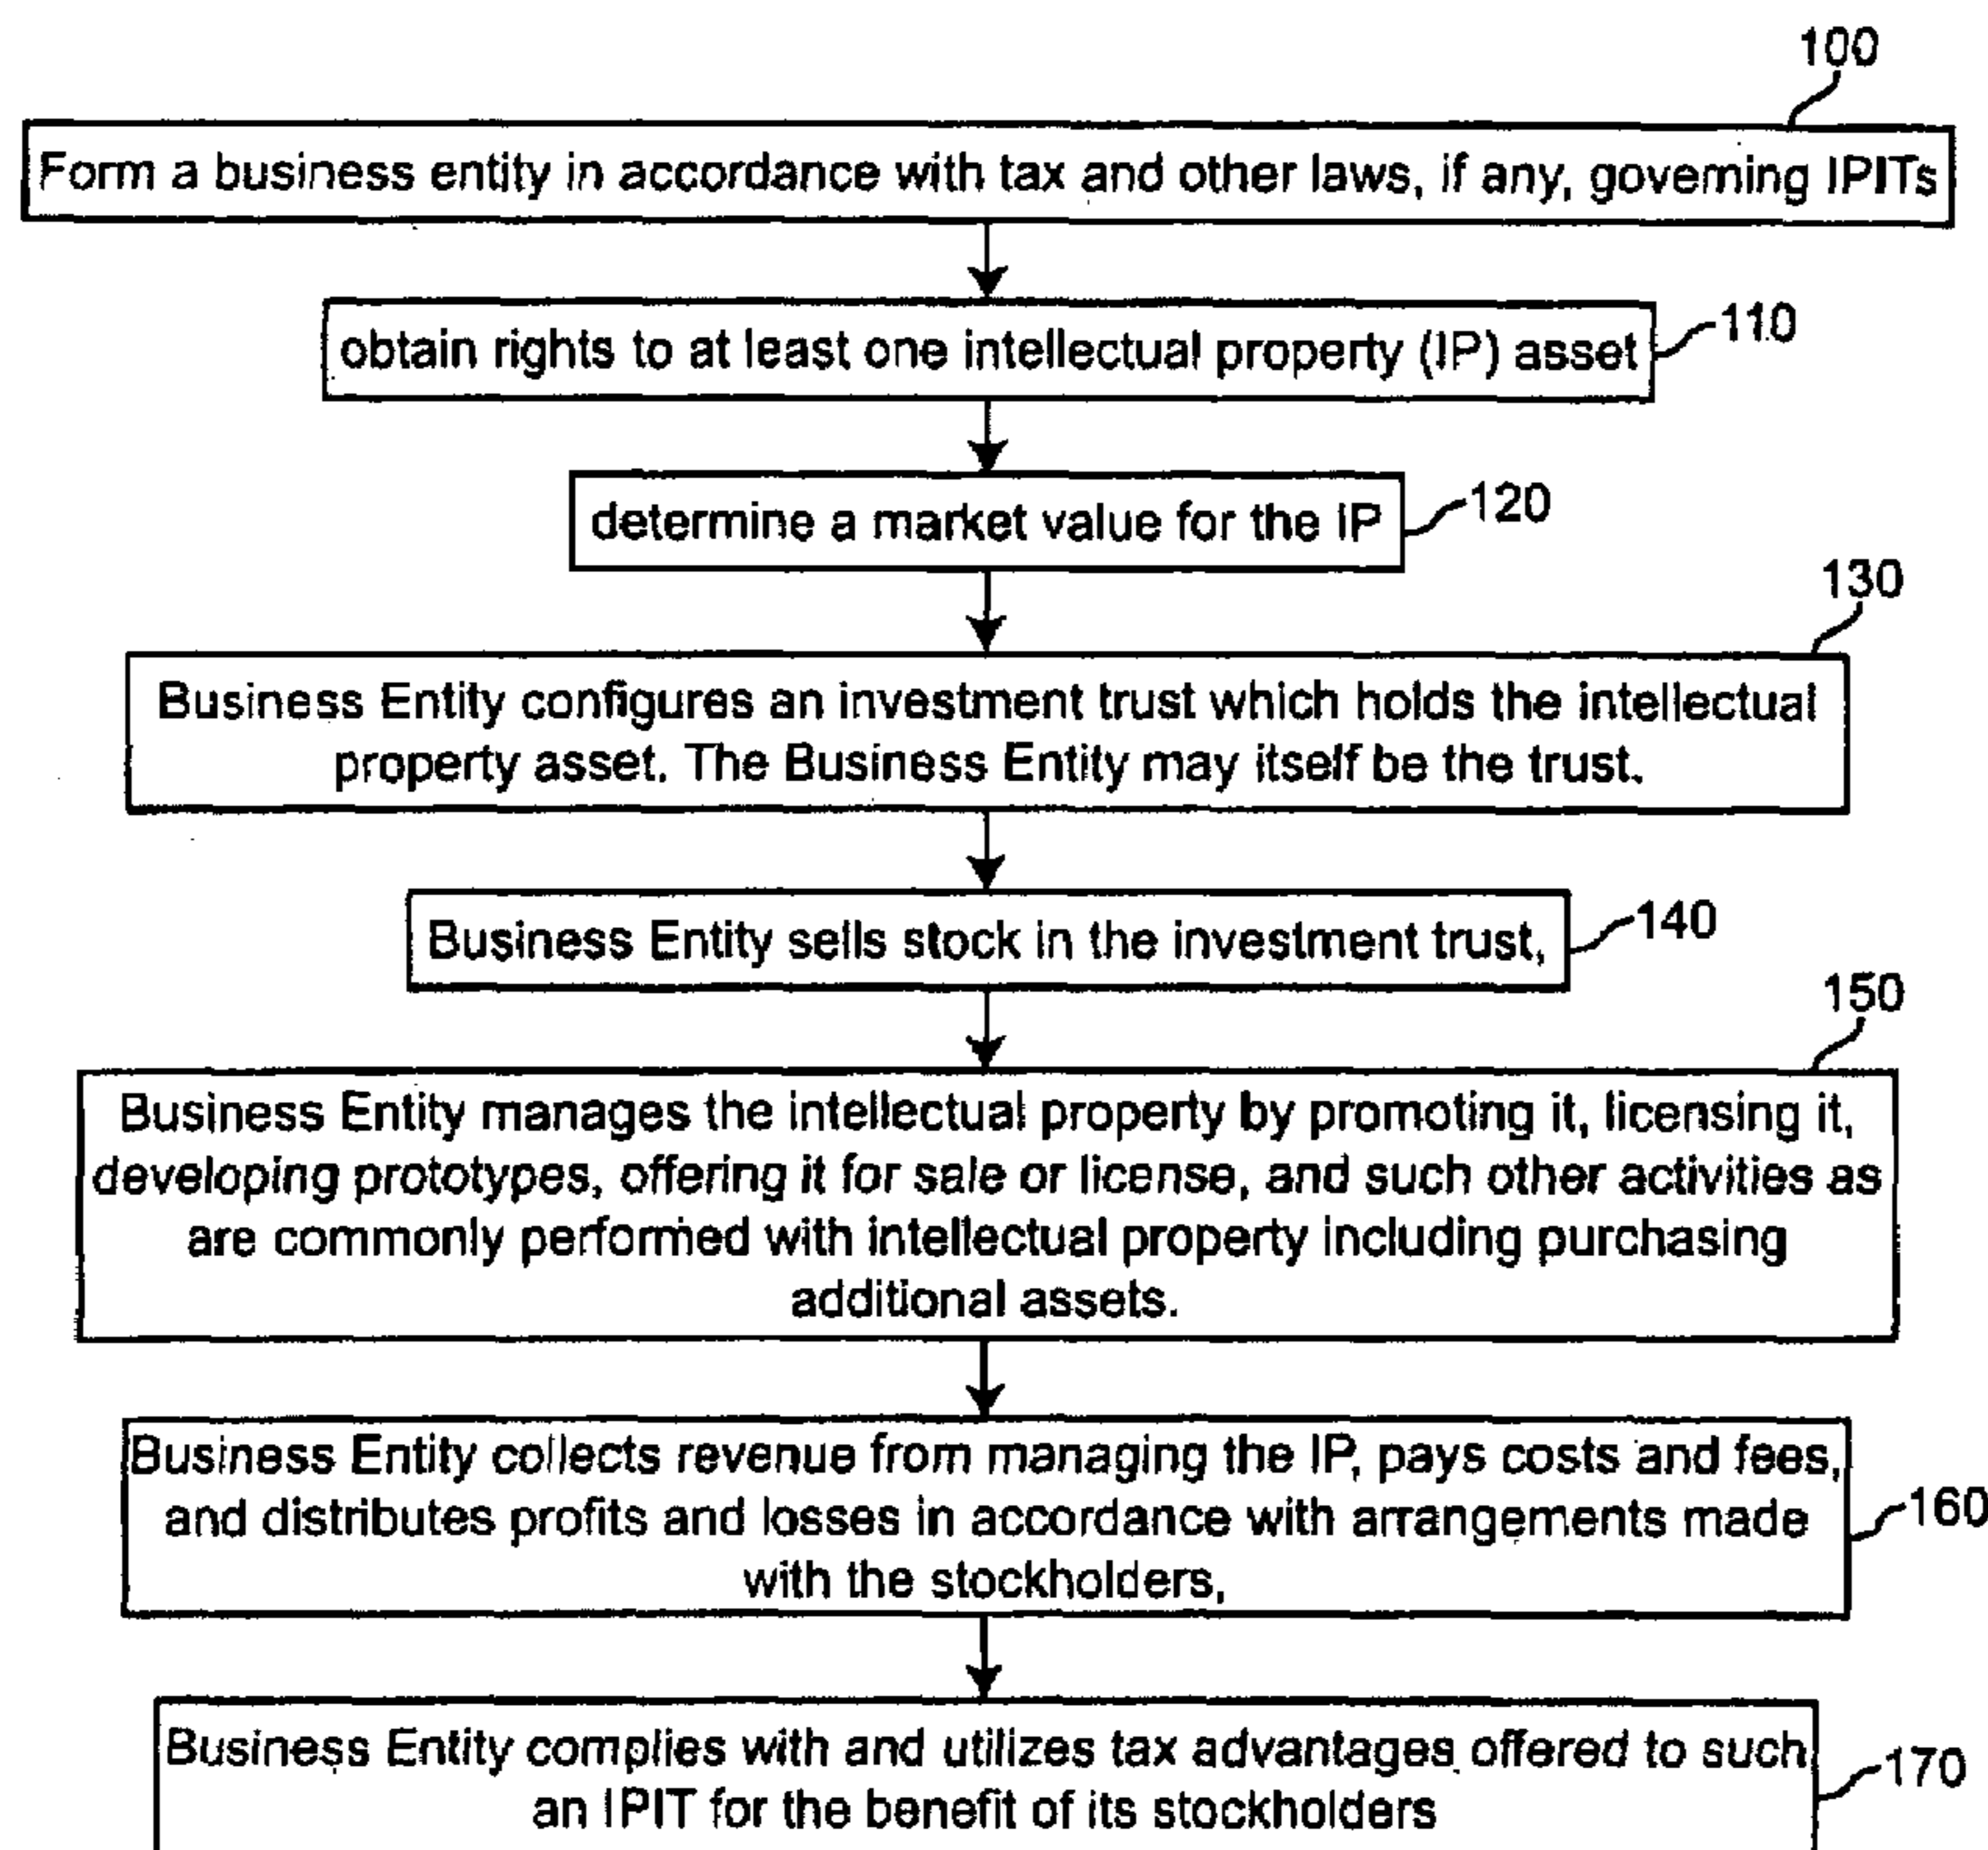 100
Form a business entity in accordance with tax and other laws, if any, governing IPITs
obtain rights to at least one intellectual property (IP) asset
110
determine a market value for the IP
120
130
Business Entity configures an investment trust which holds the intellectual
property asset. The Business Entity may itself be the trust.
Business Entity sells stock in the investment trust,
140
150
Business Entity manages the intellectual property by promoting it, licensing it,
developing prototypes, offering it for sale or license, and such other activities as
are commonly performed with intellectual property including purchasing
additional assets.
Business Entity collects revenue from managing the IP, pays costs and fees,
and distributes profits and losses in accordance with arrangements made
with the stockholders,
160
Business Entity complies with and utilizes tax advantages offered to such
an IPIT for the benefit of its stockholders
170